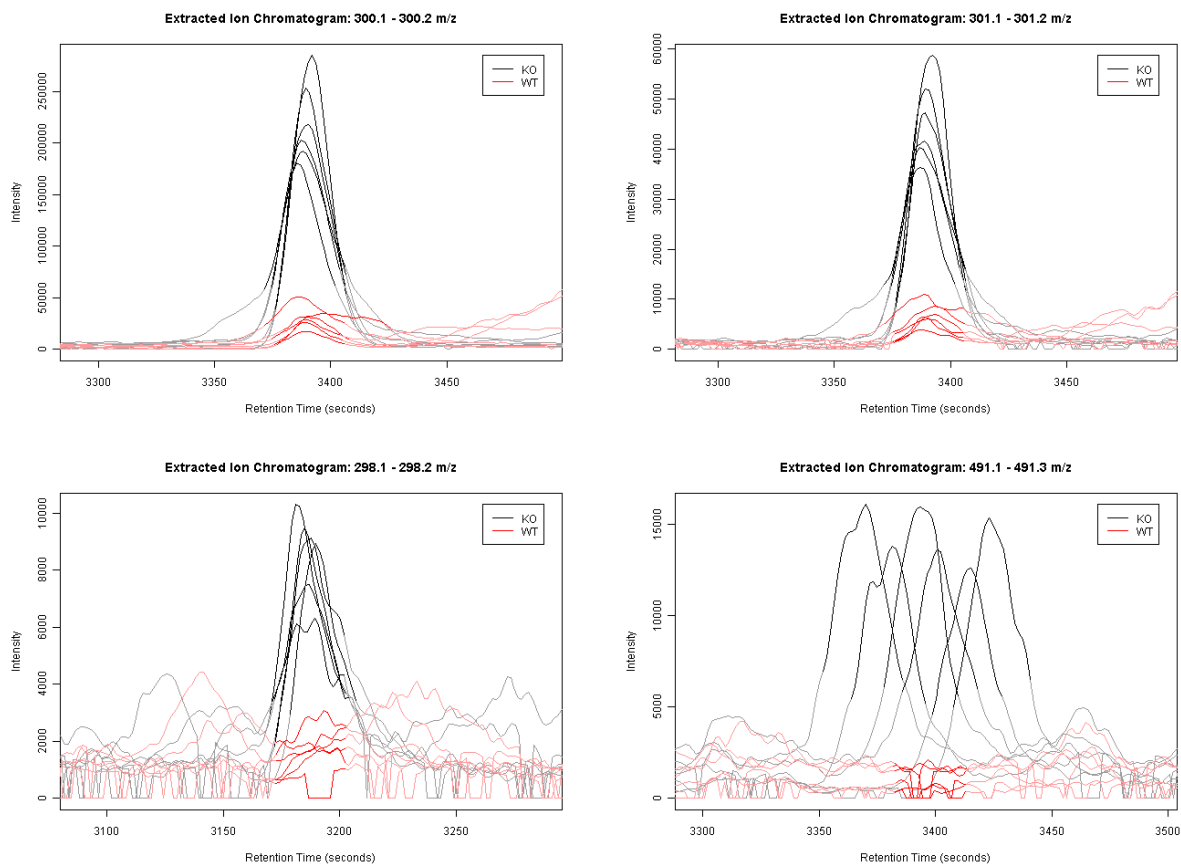 Extracted Ion Chromatogram: 300.1 - 300.2 m/z
KO
WT
Intensity
0
50000
100000
150000
200000
250000
3300
3350
3400
3450
Retention Time (seconds)
Extracted Ion Chromatogram: 301.1 - 301.2 m/z
KO
WT
Intensity
0
10000
20000
30000
40000
50000
60000
3300
3350
3400
3450
Retention Time (seconds)
Extracted Ion Chromatogram: 298.1 - 298.2 m/z
KO
WT
Intensity
0
2000
4000
6000
8000
10000
3100
3150
3200
3250
Retention Time (seconds)
Extracted Ion Chromatogram: 491.1 - 491.3 m/z
KO
WT
Intensity
0
5000
10000
15000
3300
3350
3400
3450
3500
Retention Time (seconds)